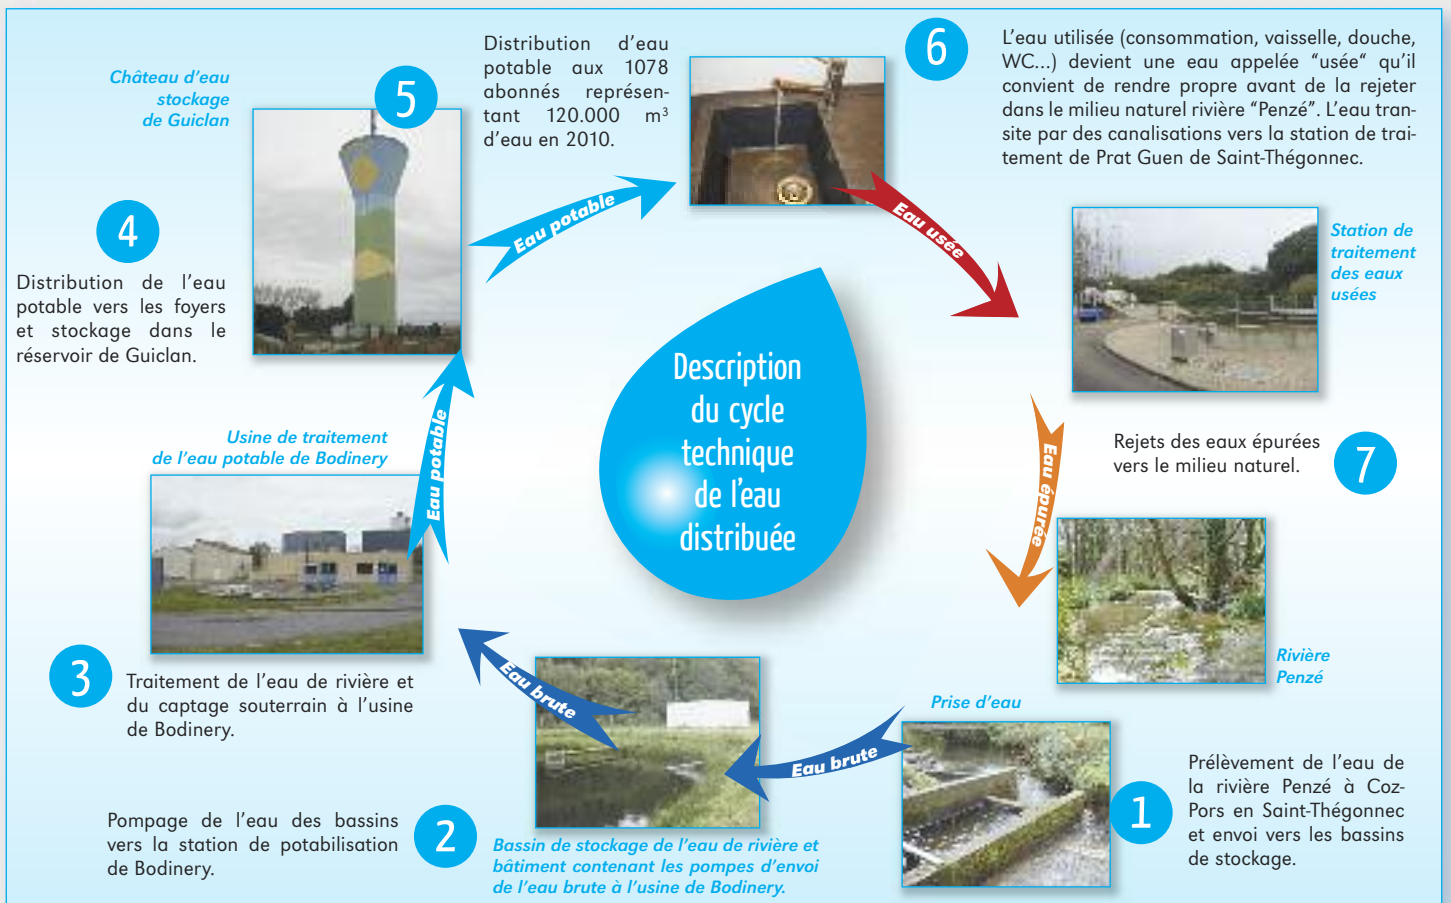 Description
du cycle
technique
de l'eau
distribuée
Prise d'eau
1
Prélèvement de l'eau de
la rivière Penzé à Coz-
Pors en Saint-Thégonnec
et envoi vers les bassins
de stockage.
Eau brute
2
Pompage de l'eau des bassins
vers la station de potabilisation
de Bodinery.
Bassin de stockage de l'eau de rivière et
bâtiment contenant les pompes d'envoi
de l'eau brute à l'usine de Bodinery.
Eau brute
3
Traitement de l'eau de rivière et
du captage souterrain à l'usine
de Bodinery.
Usine de traitement
de l'eau potable de Bodinery
Eau potable
4
Distribution de l'eau
potable vers les foyers
et stockage dans le
réservoir de Guiclan.
Château d'eau
stockage
de Guiclan
5
Distribution d'eau
potable aux 1078
abonnés représen-
tant 120.000 m³
d'eau en 2010.
Eau potable
6
L'eau utilisée (consommation, vaisselle, douche,
WC...) devient une eau appelée "usée" qu'il
convient de rendre propre avant de la rejeter
dans le milieu naturel rivière "Penzé". L'eau tran-
site par des canalisations vers la station de trai-
tement de Prat Guen de Saint-Thégonnec.
Eau usée
Station de
traitement
des eaux
usées
Eau épurée
7
Rejets des eaux épurées
vers le milieu naturel.
Rivière
Penzé